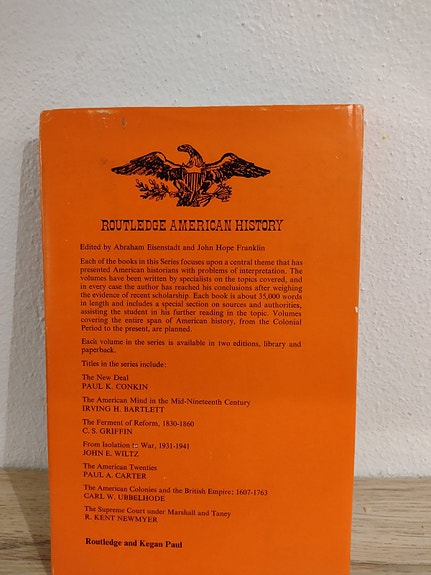 ROUTLEDGE AMERICAN HISTORY
Edited by Abraham Eisenstadt and John Hope Franklin
Each of the books in this Series focuses upon a central theme that has
presented American historians with problems of interpretation. The
volumes have been written by specialists on the topics covered, and
in every case the author has reached his conclusions after weighing
the evidence of recent scholarship. Each book is about 35,000 words
in length and includes a special section on sources and authorities,
assisting the student in his further reading in the topic. Volumes
covering the entire span of American history, from the Colonial
Period to the present, are planned.
Each volume in the series is available in two editions, library and
paperback.
Titles in the series include:
The New Deal
PAUL K. CONKIN
The American Mind in the Mid-Nineteenth Century
IRVING H. BARTLETT
The Ferment of Reform, 1830-1860
C. S. GRIFFIN
From Isolation to War, 1931-1941
JOHN E. WILTZ
The American Twenties
PAUL A. CARTER
The American Colonies and the British Empire; 1607-1763
CARL W. UBBELHODE
The Supreme Court under Marshall and Taney
R. KENT NEWMYER
Routledge and Kegan Paul